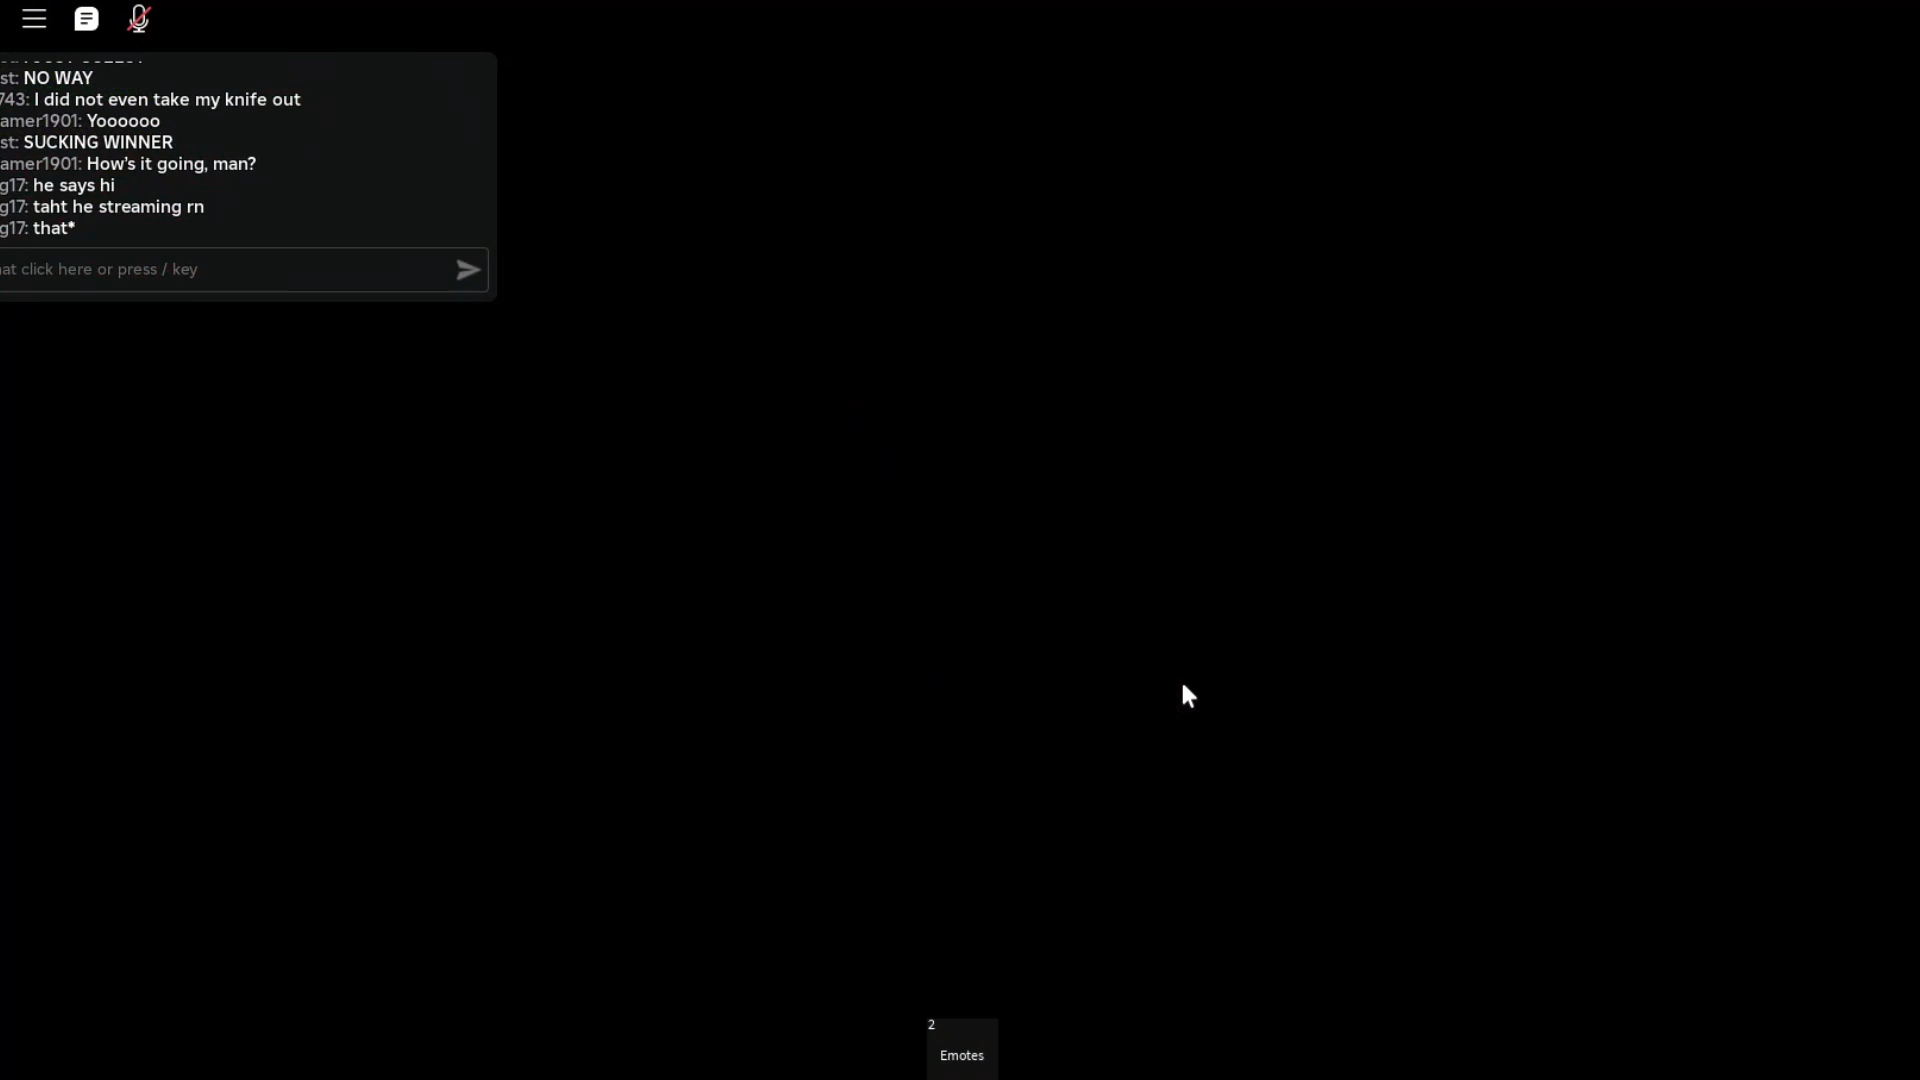 st: NO WAY
743: I did not even take my knife out
amer1901: Yoooooo
st: SUCKING WINNER
amer1901: How's it going, man?
g17: he says hi
g17: taht he streaming rn
g17: that*
at click here or press / key
2
Emotes